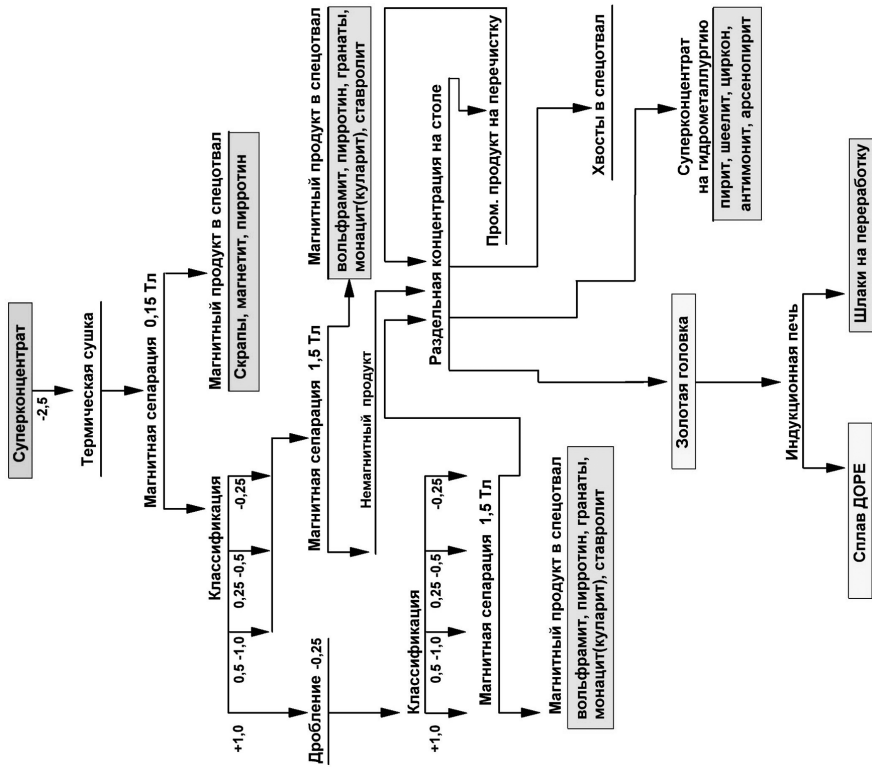 Суперконцентрат
-2,5
Термическая сушка
Магнитная сепарация 0,15 Тл
Магнитный продукт в спецотвал
Скрапы, магнетит, пирротин
Классификация
+1,0
0,5 -1,0
0,25 -0,5
-0,25
Магнитная сепарация 1,5 Тл
Магнитный продукт в спецотвал
вольфрамит, пирротин, гранаты,
монацит(куларит), ставролит
Немагнитный продукт
Дробление -0,25
Классификация
+1,0
0,5 -1,0
0,25 -0,5
-0,25
Магнитная сепарация 1,5 Тл
Магнитный продукт в спецотвал
вольфрамит, пирротин, гранаты,
монацит(куларит), ставролит
Раздельная концентрация на столе
Пром. продукт на перечистку
Хвосты в спецотвал
Суперконцентрат
на гидрометаллургию
пирит, шеелит, циркон,
антимонит, арсенопирит
Золотая головка
Индукционная печь
Сплав ДОРЕ
Шлаки на переработку